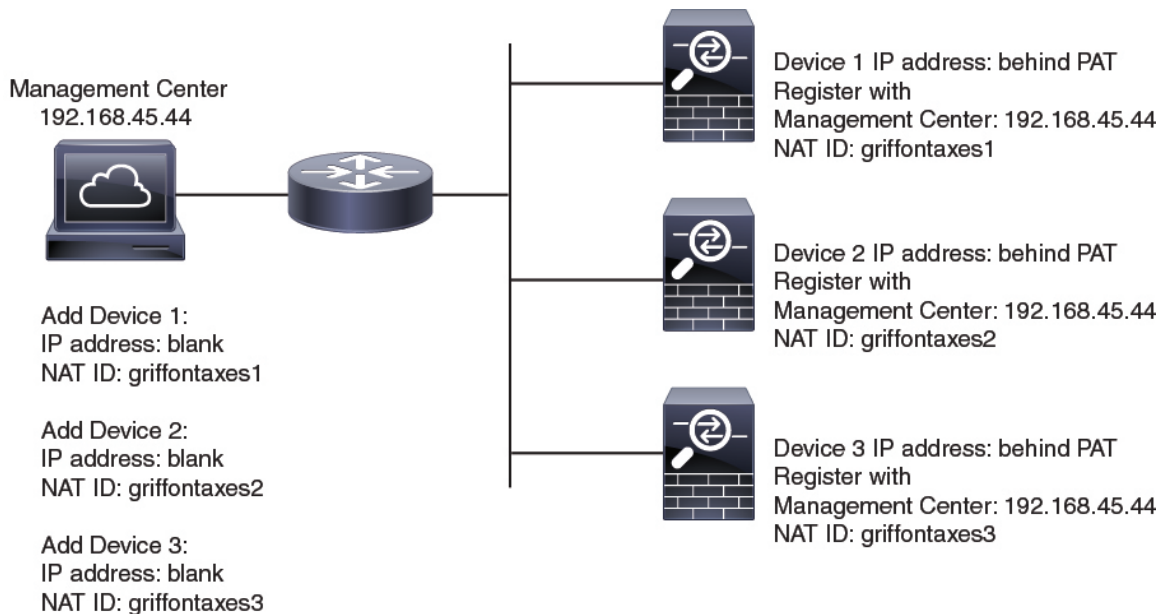 Management Center
192.168.45.44
Add Device 1:
IP address: blank
NAT ID: griffontaxes1
Add Device 2:
IP address: blank
NAT ID: griffontaxes2
Add Device 3:
IP address: blank
NAT ID: griffontaxes3
Device 1 IP address: behind PAT
Register with
Management Center: 192.168.45.44
NAT ID: griffontaxes1
Device 2 IP address: behind PAT
Register with
Management Center: 192.168.45.44
NAT ID: griffontaxes2
Device 3 IP address: behind PAT
Register with
Management Center: 192.168.45.44
NAT ID: griffontaxes3